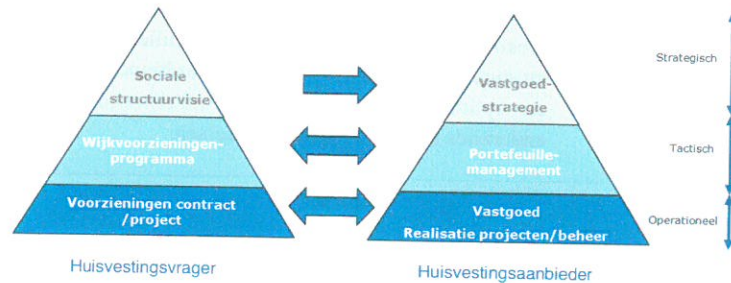 Sociale
structuurvisie
Wijkvoorzieningen-
programma
Voorzieningen contract
/project
Huisvestingsvrager
Vastgoed-
strategie
Portefeuille-
management
Vastgoed
Realisatie projecten/beheer
Huisvestingsaanbieder
Strategisch
Tactisch
Operationeel